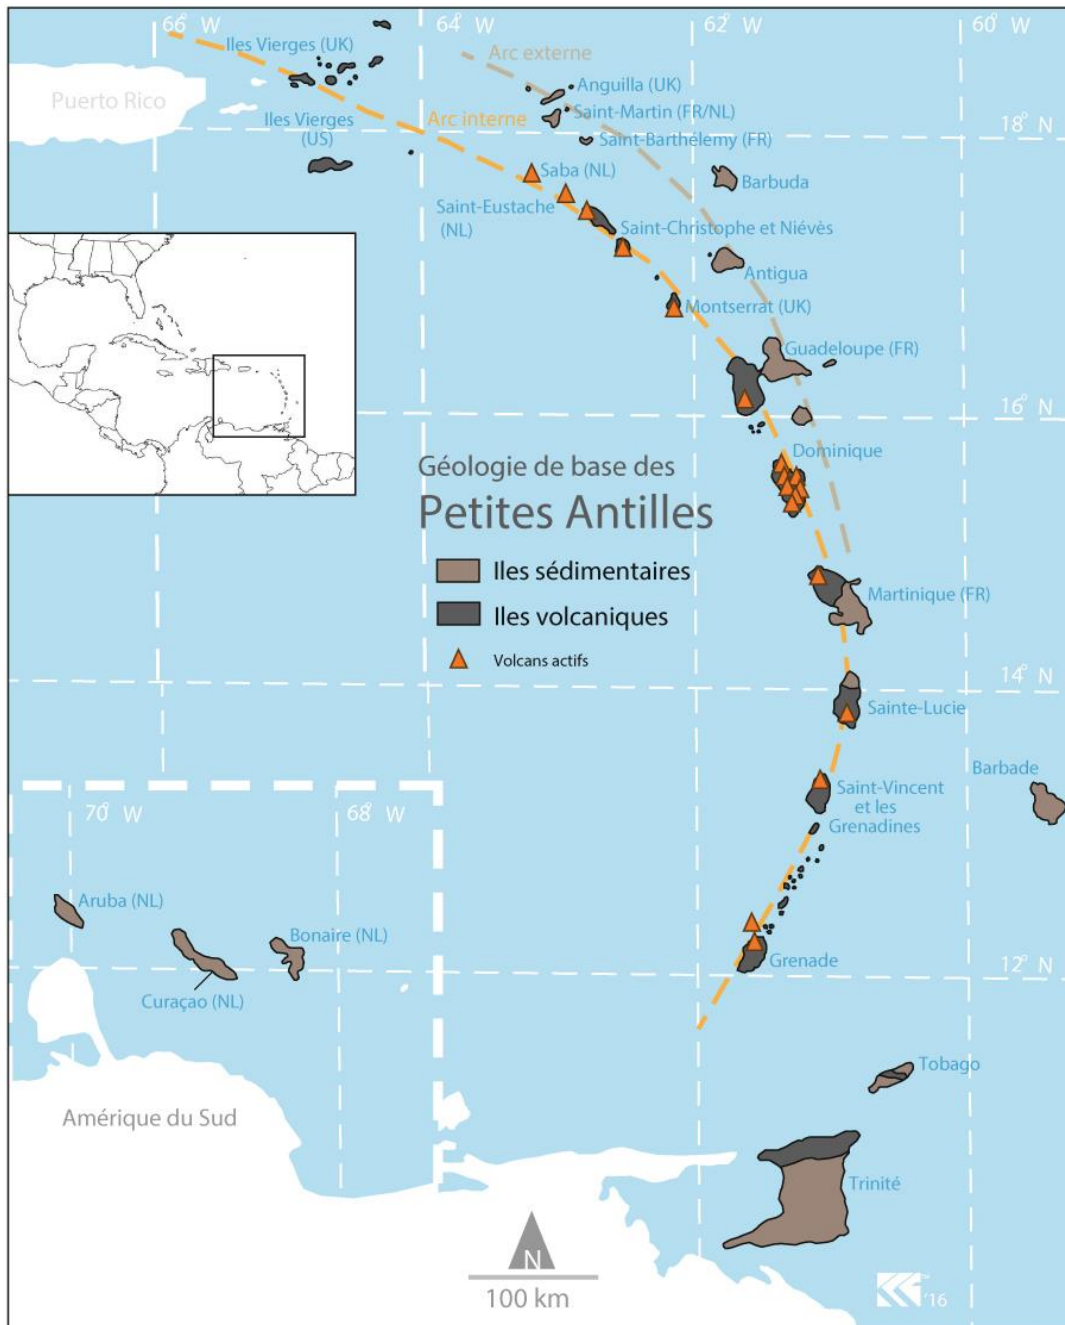 66° W
64° W
62° W
60° W
Iles Vierges (UK)
Arc externe
Anguilla (UK)
Puerto Rico
Iles Vierges
(US)
Arc interne
Saint-Martin (FR/NL)
18° N
Saint-Barthélemy (FR)
Saba (NL)
Barbuda
Saint-Eustache
(NL)
Saint-Christophe et Niévès
Antigua
Montserrat (UK)
Guadeloupe (FR)
16° N
Dominique
Géologie de base des
Petites Antilles
Iles sédimentaires
Iles volcaniques
Volcans actifs
Martinique (FR)
14° N
Sainte-Lucie
Barbade
Saint-Vincent
et les
Grenadines
70° W
68° W
Aruba (NL)
Bonaire (NL)
Curaçao (NL)
Grenade
12° N
Tobago
Amérique du Sud
Trinité
N
100 km
'16